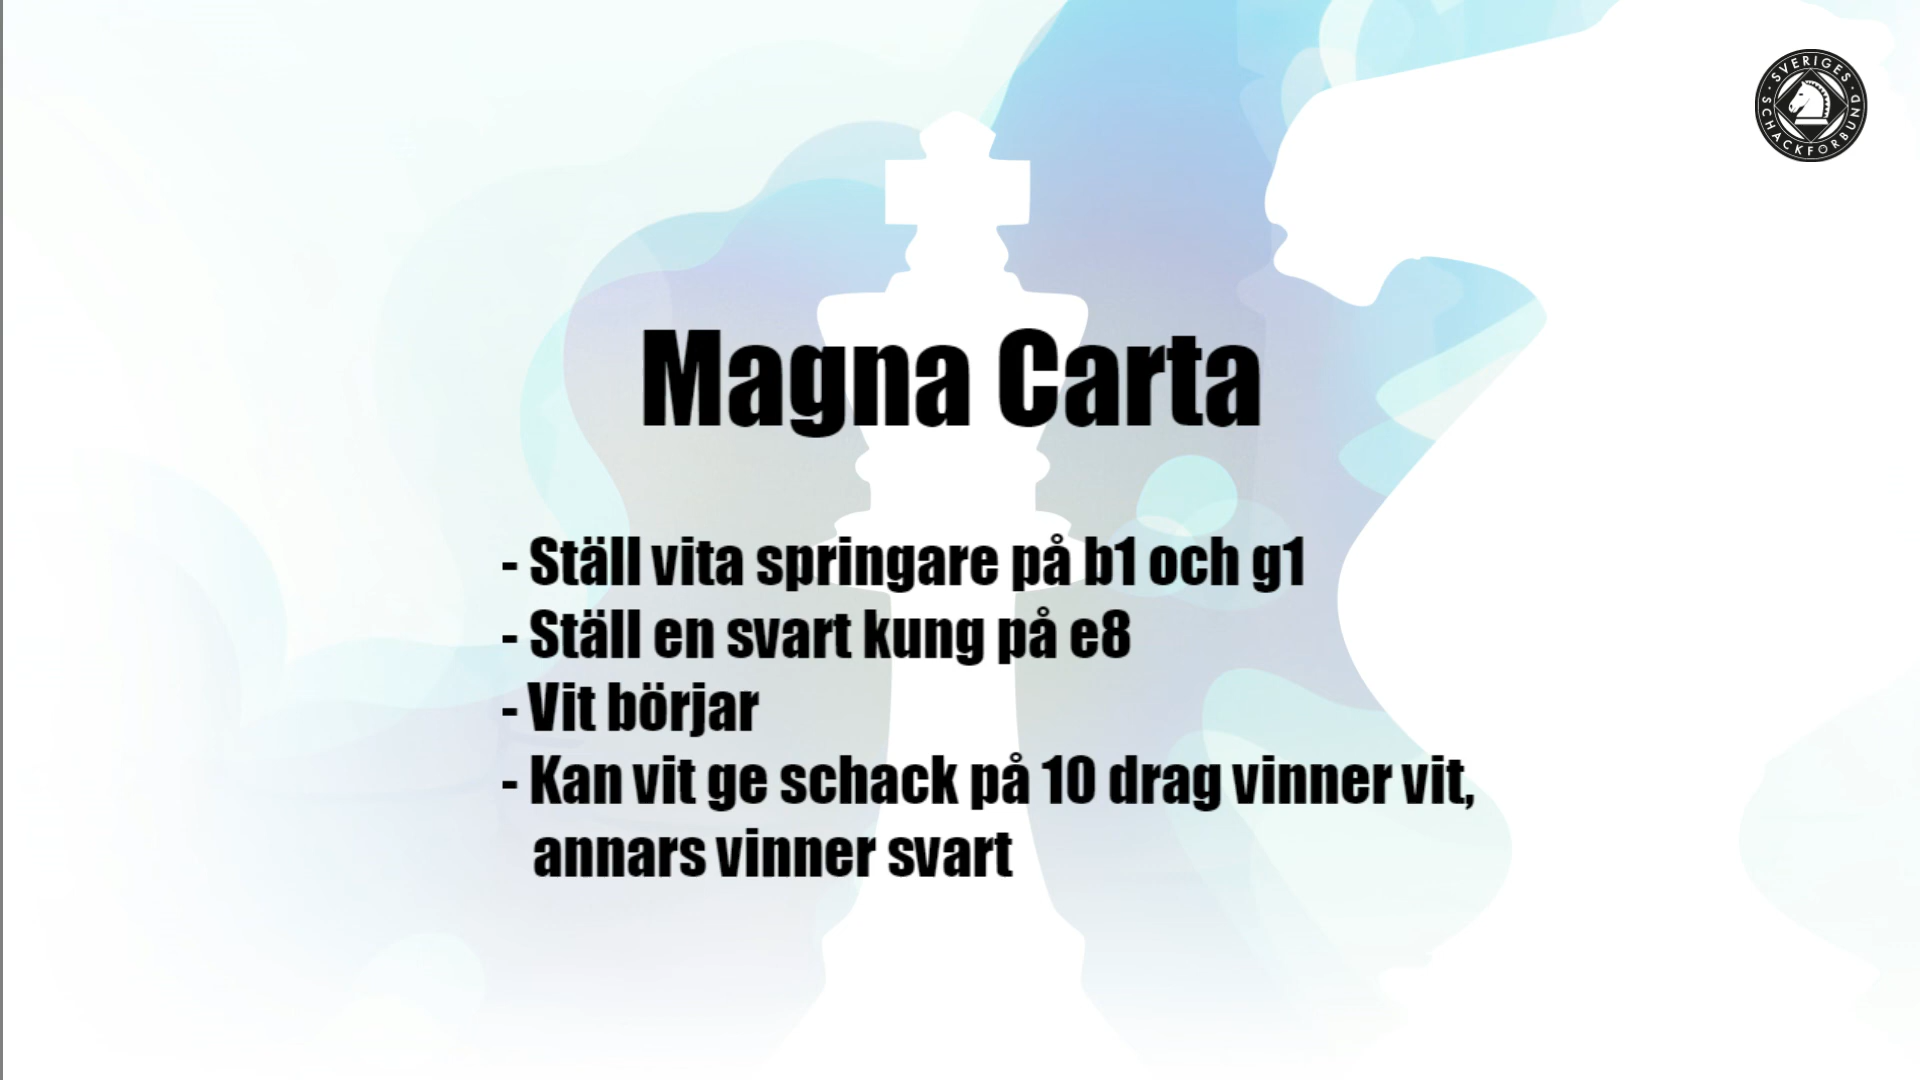 SVERIGES
SCHACKFÖRBUND
Magna Carta
- Ställ vita springare på b1 och g1
- Ställ en svart kung på e8
- Vit börjar
- Kan vit ge schack på 10 drag vinner vit,
annars vinner svart